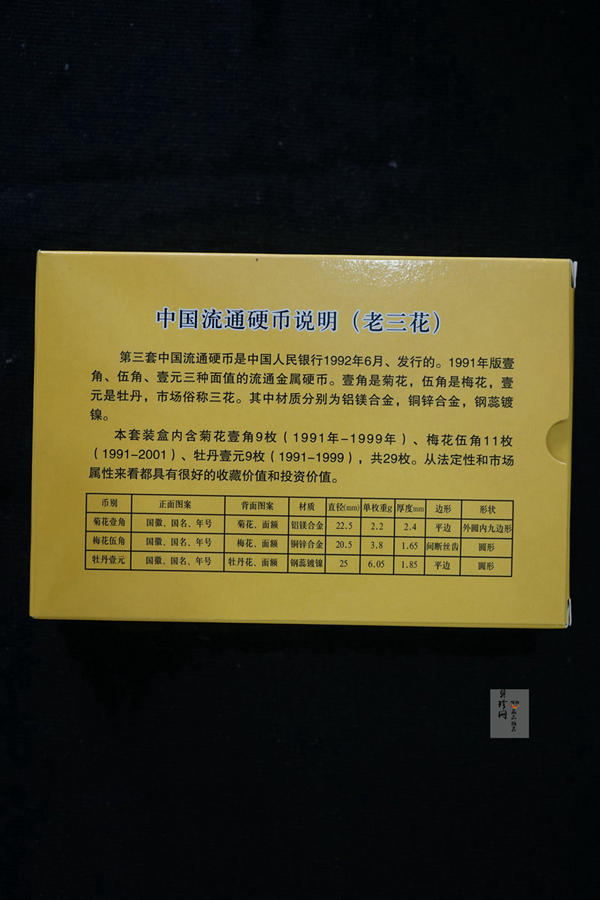 中国流通硬币说明（老三花）
第三套中国流通硬币是中国人民银行1992年6月、发行的。1991年版壹
角、伍角、壹元三种面值的流通金属硬币。壹角是菊花，伍角是梅花，壹
元是牡丹，市场俗称三花。其中材质分别为铝镁合金，铜锌合金，钢蕊镀
镍。
本套装盒内含菊花壹角9枚（1991年-1999年）、梅花伍角11枚
（1991-2001）、牡丹壹元9枚（1991-1999），共29枚。从法定性和市场
属性来看都具有很好的收藏价值和投资价值。
币别 正面图案 背面图案 材质 直径(mm) 单枚重g 厚度mm 边形 形状
菊花壹角 国徽、国名、年号 菊花、面额 铝镁合金 22.5 2.2 2.4 平边 外圆内九边形
梅花伍角 国徽、国名、年号 梅花、面额 铜锌合金 20.5 3.8 1.65 间断丝齿 圆形
牡丹壹元 国徽、国名、年号 牡丹花、面额 钢蕊镀镍 25 6.05 1.85 平边 圆形